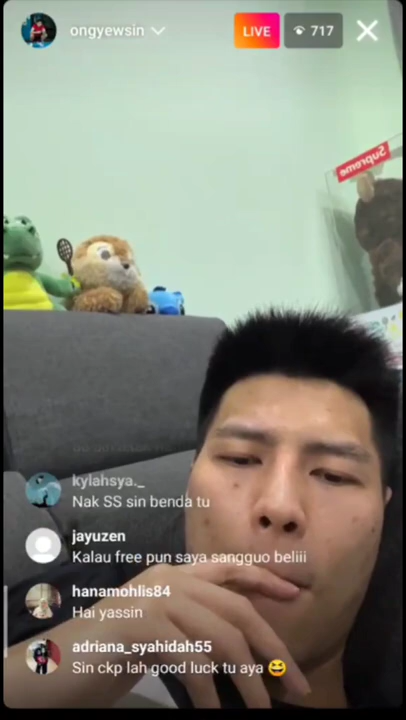 ongyewsin
LIVE
717
Supreme
kylahsya._
Nak SS sin benda tu
jayuzen
Kalau free pun saya sangguo beliii
hanamohlis84
Hai yassin
adriana_syahidah55
Sin ckp lah good luck tu aya 😆